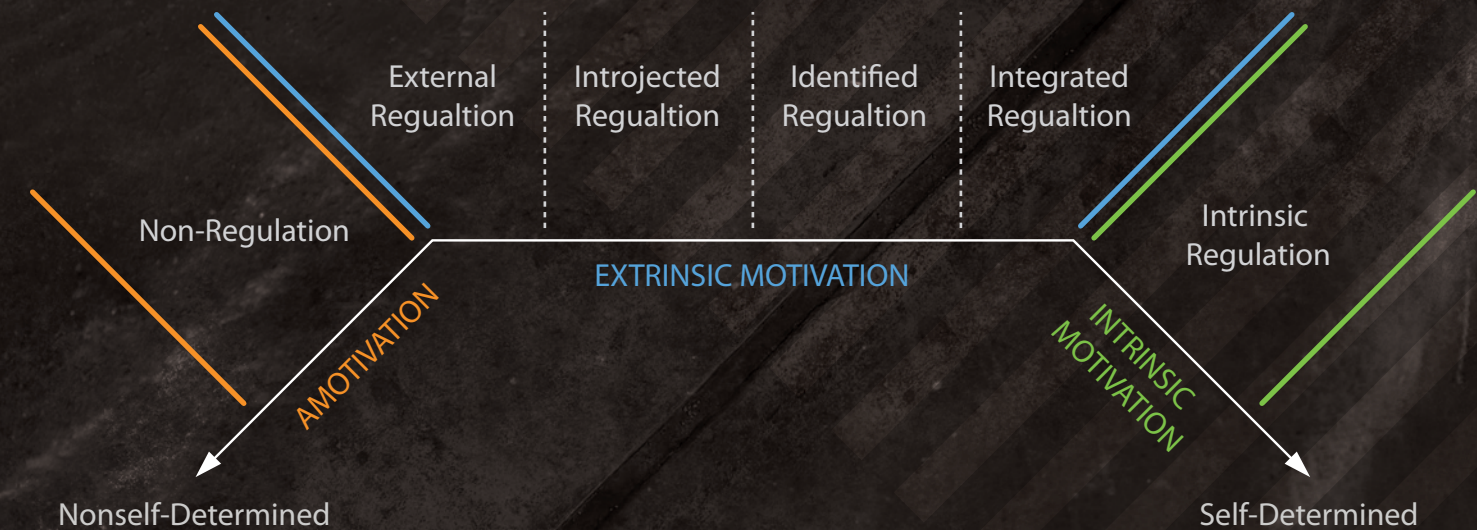 External
Regualtion
Introjected
Regualtion
Identified
Regualtion
Integrated
Regualtion
Non-Regulation
Intrinsic
Regulation
EXTRINSIC MOTIVATION
AMOTIVATION
INTRINSIC
MOTIVATION
Nonself-Determined
Self-Determined